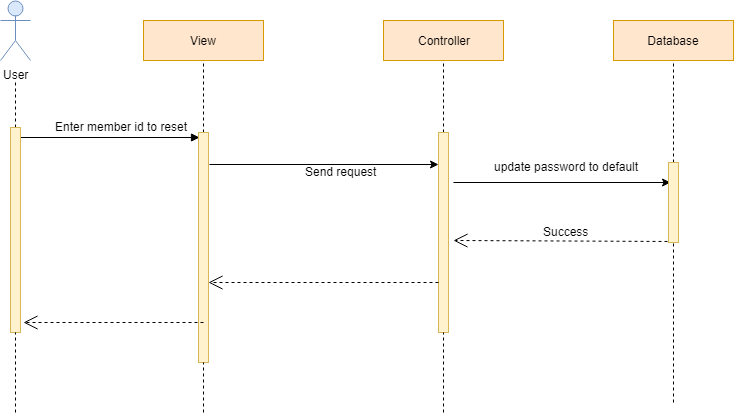 View
Controller
Database
User
Enter member id to reset
Send request
update password to default
Success